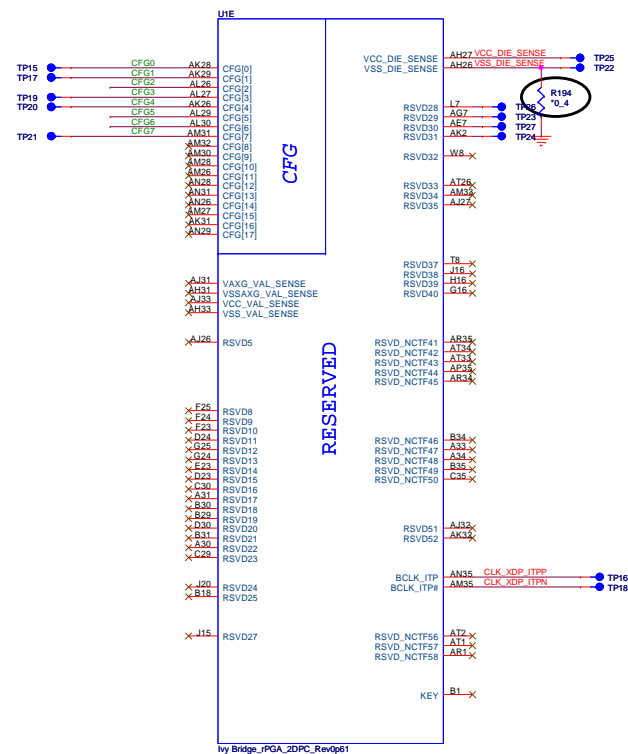 U1E
TP15 CFG0 AK28 CFG[0]
TP17 CFG1 AK29 CFG[1]
CFG2 AL26 CFG[2]
TP19 CFG3 AL27 CFG[3]
TP20 CFG4 AK26 CFG[4]
CFG5 AL29 CFG[5]
CFG6 AL30 CFG[6]
TP21 CFG7 AM31 CFG[7]
AM32 CFG[8]
AM30 CFG[9]
AM28 CFG[10]
AM26 CFG[11]
AN28 CFG[12]
AN31 CFG[13]
AN26 CFG[14]
AM27 CFG[15]
AK31 CFG[16]
AN29 CFG[17]
CFG
AJ31 VAXG_VAL_SENSE
AH31 VSSAXG_VAL_SENSE
AJ33 VCC_VAL_SENSE
AH33 VSS_VAL_SENSE
AJ26 RSVD5
RESERVED
F25 RSVD8
F24 RSVD9
F23 RSVD10
D24 RSVD11
G25 RSVD12
G24 RSVD13
E23 RSVD14
D23 RSVD15
C30 RSVD16
A31 RSVD17
B30 RSVD18
B29 RSVD19
D30 RSVD20
B31 RSVD21
A30 RSVD22
C29 RSVD23
J20 RSVD24
B18 RSVD25
J15 RSVD27
VCC_DIE_SENSE AH27 VCC_DIE_SENSE TP25
VSS_DIE_SENSE AH26 VSS_DIE_SENSE TP22
R194
*0_4
RSVD28 L7 TP26
RSVD29 AG7 TP23
RSVD30 AE7 TP27
RSVD31 AK2 TP24
RSVD32 W8
RSVD33 AT26
RSVD34 AM33
RSVD35 AJ27
RSVD37 T8
RSVD38 J16
RSVD39 H16
RSVD40 G16
RSVD_NCTF41 AR35
RSVD_NCTF42 AT34
RSVD_NCTF43 AT33
RSVD_NCTF44 AP35
RSVD_NCTF45 AR34
RSVD_NCTF46 B34
RSVD_NCTF47 A33
RSVD_NCTF48 A34
RSVD_NCTF49 B35
RSVD_NCTF50 C35
RSVD51 AJ32
RSVD52 AK32
BCLK_ITP AN35 CLK_XDP_ITPP TP16
BCLK_ITP# AM35 CLK_XDP_ITPN TP18
RSVD_NCTF56 AT2
RSVD_NCTF57 AT1
RSVD_NCTF58 AR1
KEY B1
Ivy Bridge_rPGA_2DPC_Rev0p61